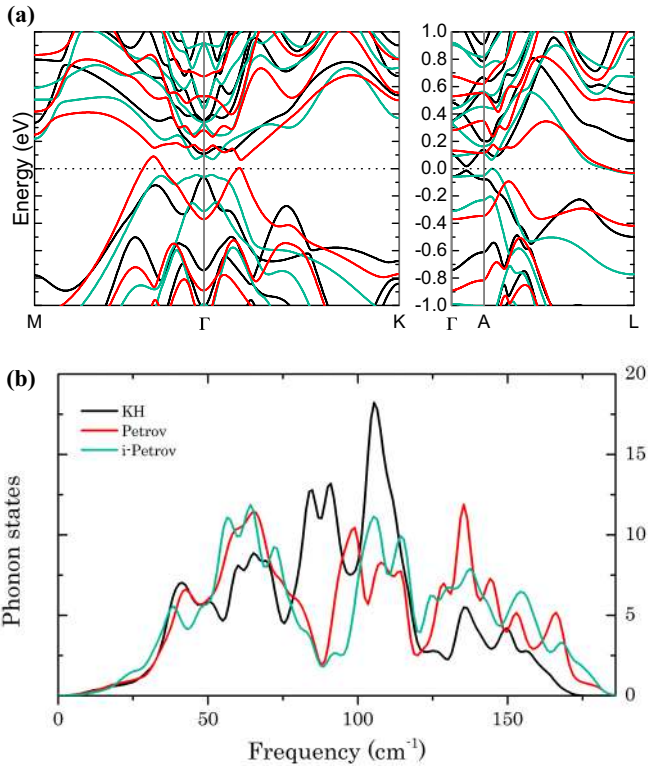 (a)
Energy (eV)
1.0
0.8
0.6
0.4
0.2
0.0
-0.2
-0.4
-0.6
-0.8
-1.0
M Γ K Γ A L
(b)
KH
Petrov
i-Petrov
Phonon states
20
15
10
5
0
0 50 100 150
Frequency (cm⁻¹)